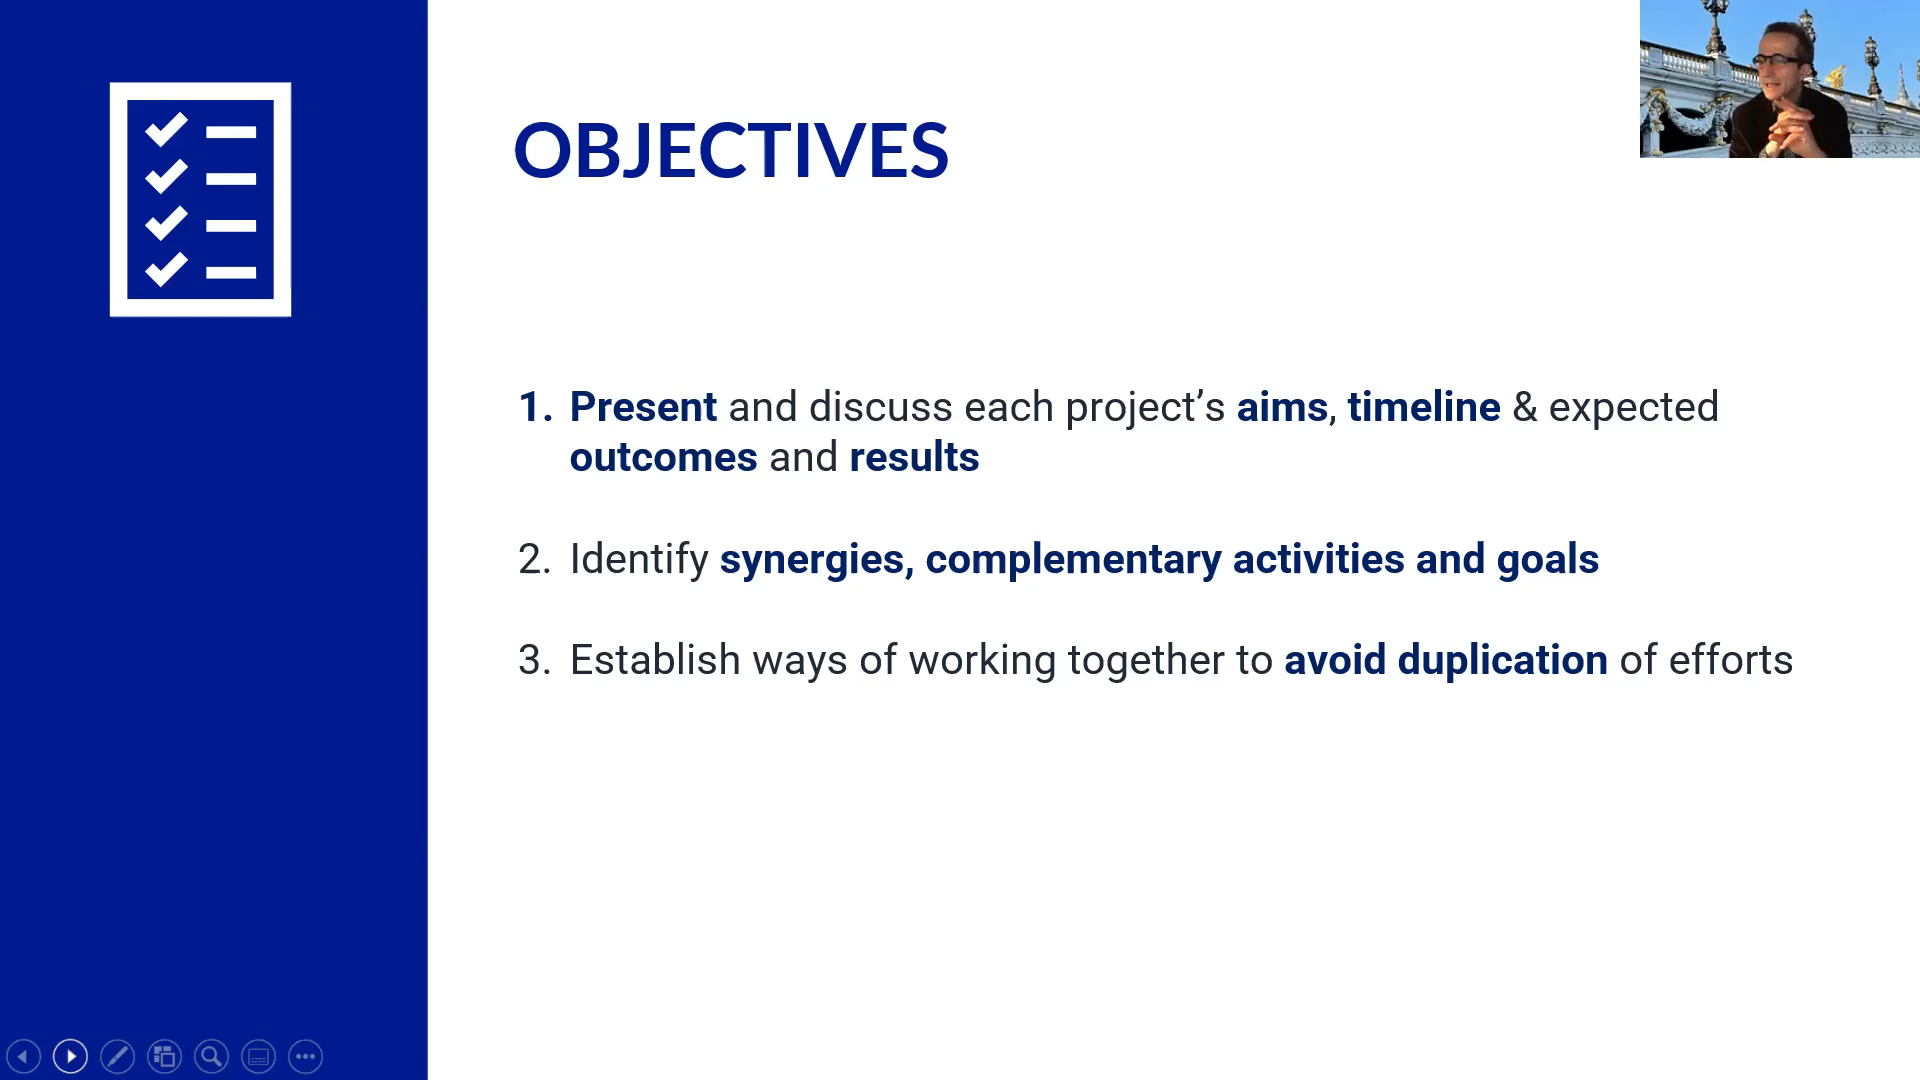 OBJECTIVES
1. Present and discuss each project’s aims, timeline & expected
outcomes and results
2. Identify synergies, complementary activities and goals
3. Establish ways of working together to avoid duplication of efforts